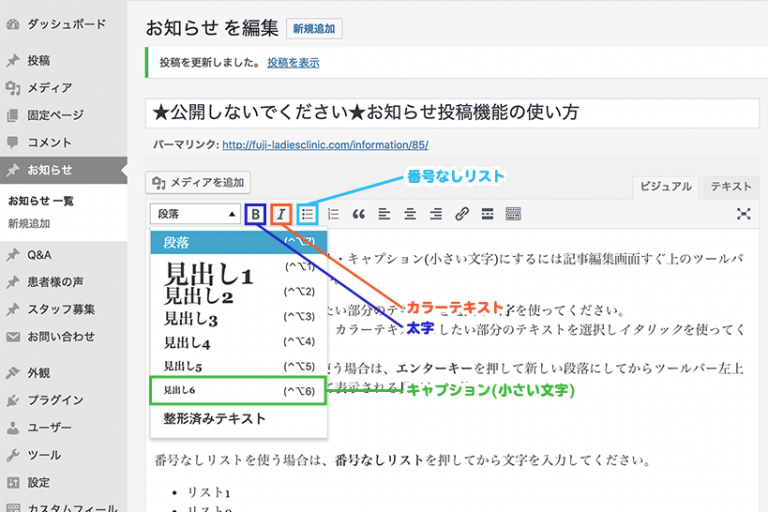 ダッシュボード
投稿
メディア
固定ページ
コメント
お知らせ
お知らせ 一覧
新規追加
Q&A
患者様の声
スタッフ募集
お問い合わせ
外観
プラグイン
ユーザー
ツール
設定
カスタムフィール
お知らせ を編集 新規追加
投稿を更新しました。 投稿を表示
★公開しないでください★お知らせ投稿機能の使い方
パーマリンク: http://fuji-ladiesclinic.com/information/85/
メディアを追加
番号なしリスト
ビジュアル テキスト
段落 B I
段落 (^⌥7)
見出し1 (^⌥1)
見出し2 (^⌥2)
見出し3 (^⌥3)
見出し4 (^⌥4)
見出し5 (^⌥5)
見出し6 (^⌥6)
整形済みテキスト
・キャプション(小さい文字)にするには記事編集画面すぐ上のツールバ
カラーテキスト
たい部分のテ 字を使ってください。
太字
カラーテキ したい部分のテキストを選択しイタリックを使ってく
う場合は、エンターキーを押して新しい段落にしてからツールバー左上
て表示される
キャプション(小さい文字)
番号なしリストを使う場合は、番号なしリストを押してから文字を入力してください。
• リスト1